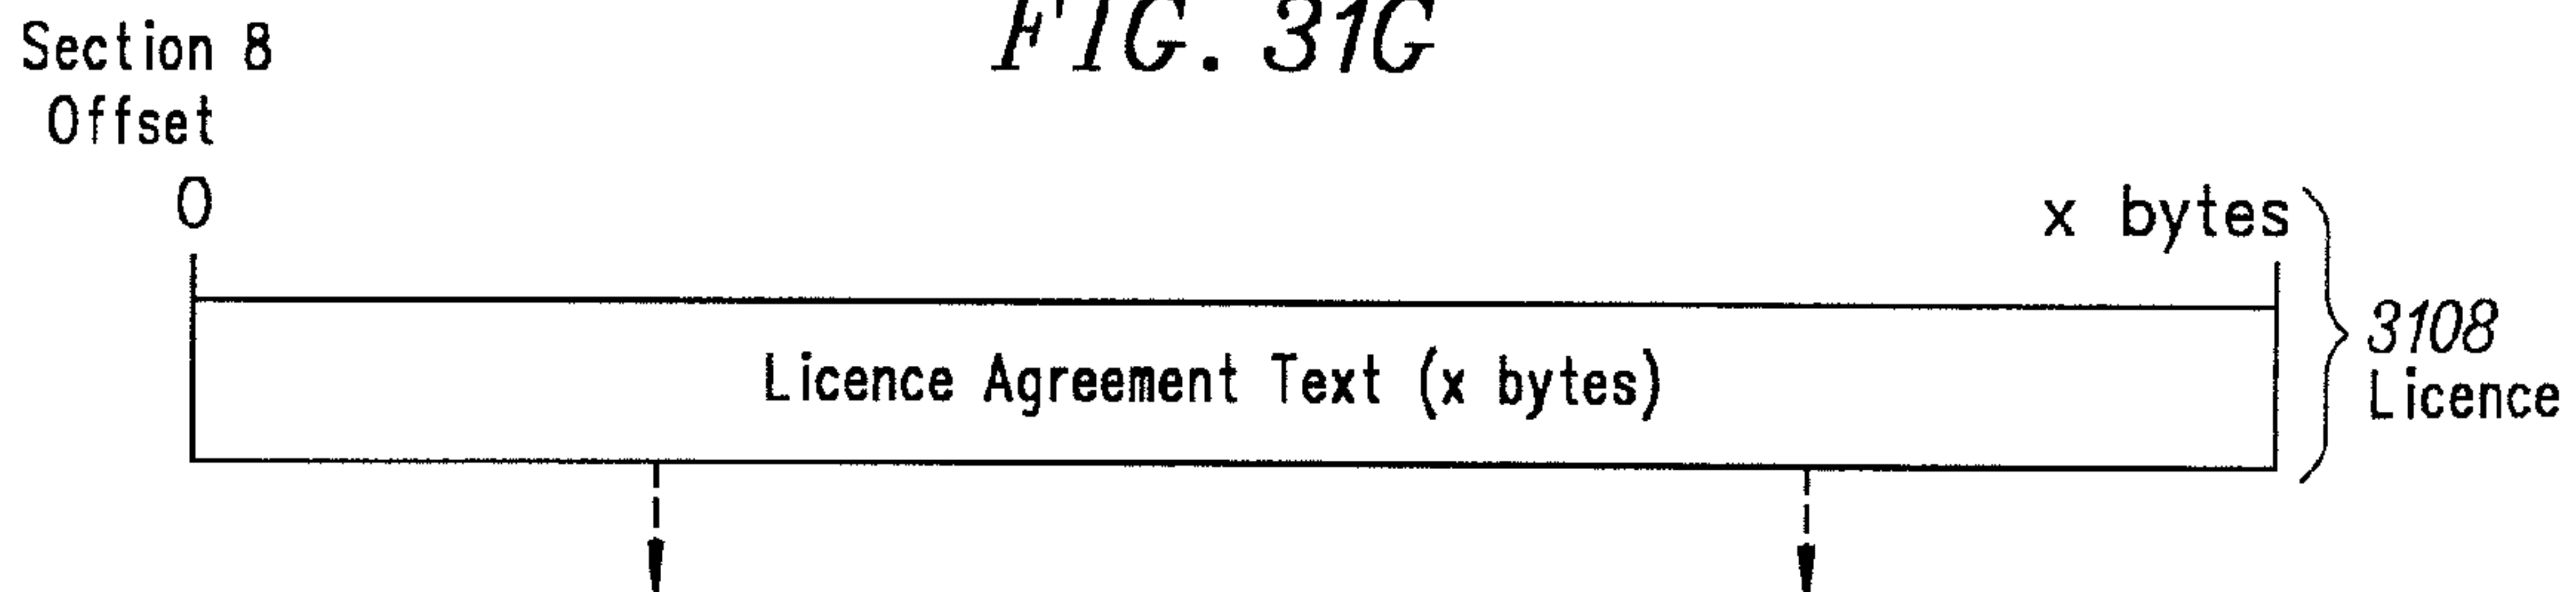 FIG. 31G
Section 8
Offset
0
x bytes
Licence Agreement Text (x bytes)
3108
Licence